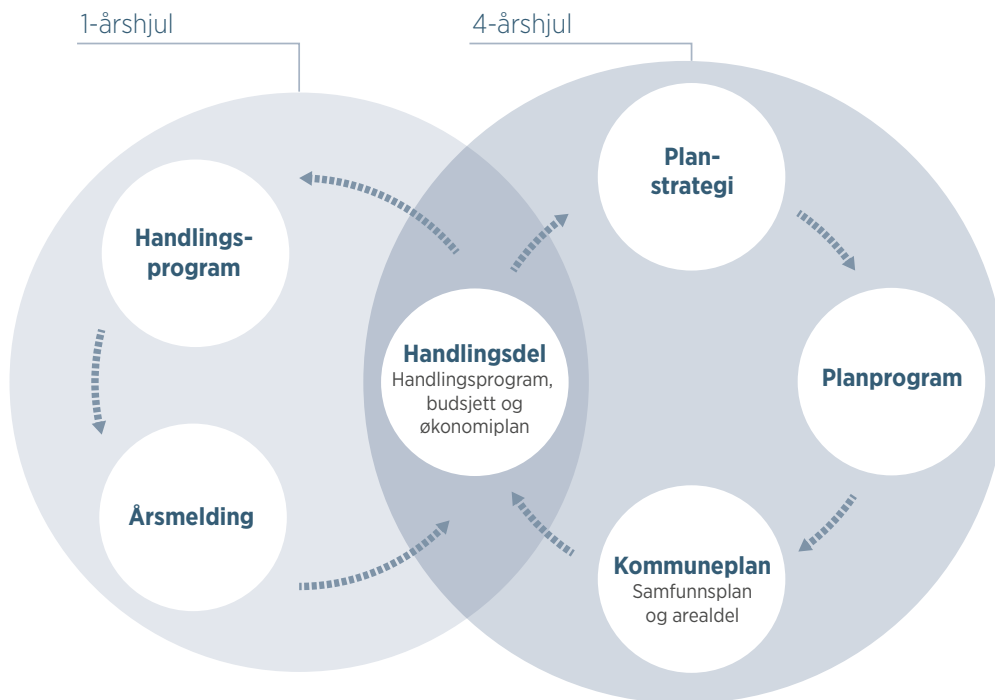 1-årshjul
4-årshjul
Plan-
strategi
Handlings-
program
Handlingsdel
Handlingsprogram,
budsjett og
økonomiplan
Planprogram
Årsmelding
Kommuneplan
Samfunnsplan
og arealdel